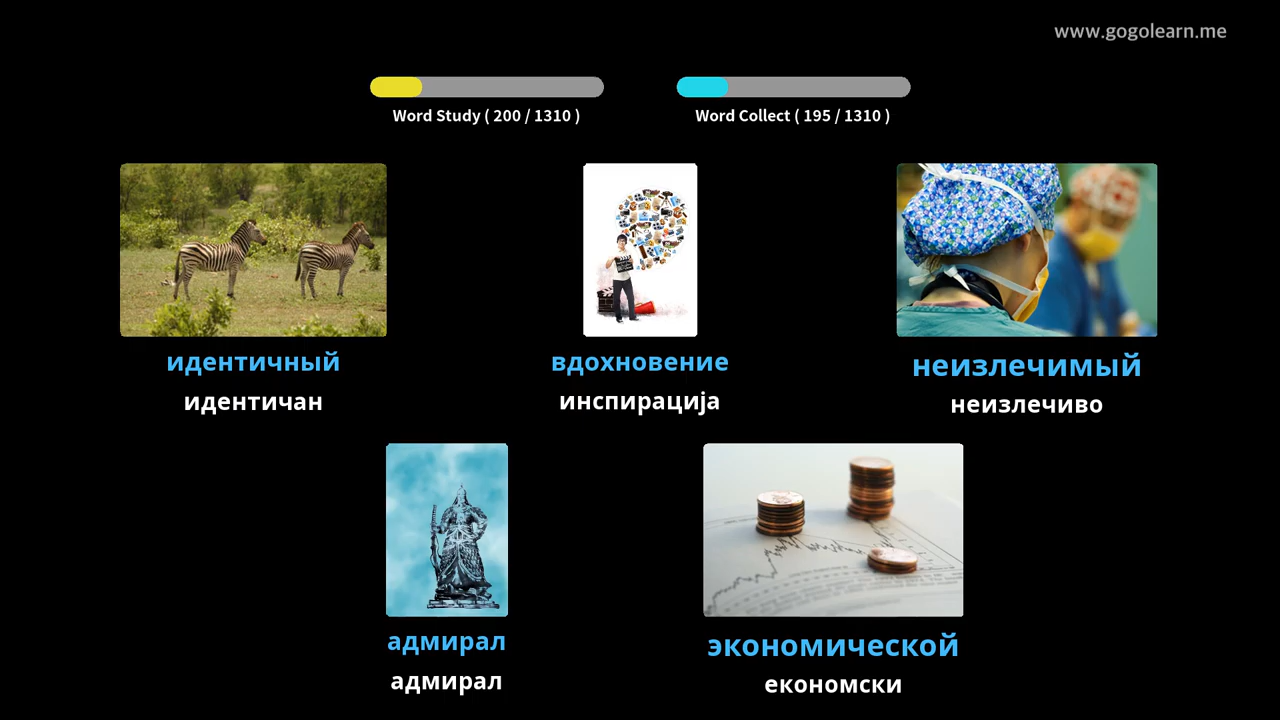 www.gogolearn.me
Word Study ( 200 / 1310 )
Word Collect ( 195 / 1310 )
идентичный
идентичан
вдохновение
инспирација
неизлечимый
неизлечиво
адмирал
адмирал
экономической
економски